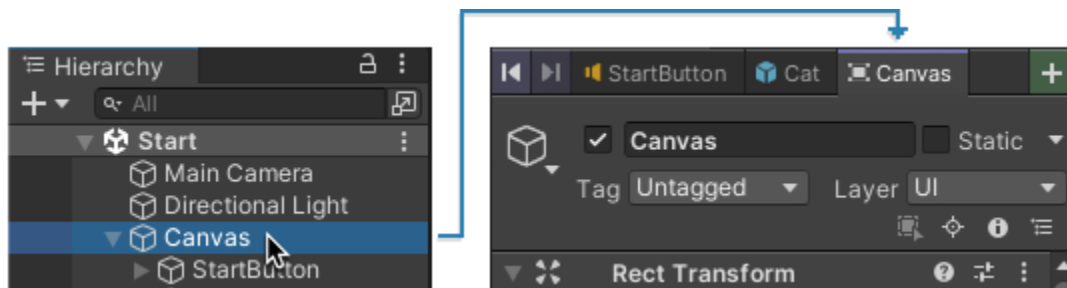 Hierarchy
All
Start
Main Camera
Directional Light
Canvas
StartButton
StartButton Cat Canvas
Canvas Static
Tag Untagged Layer UI
Rect Transform